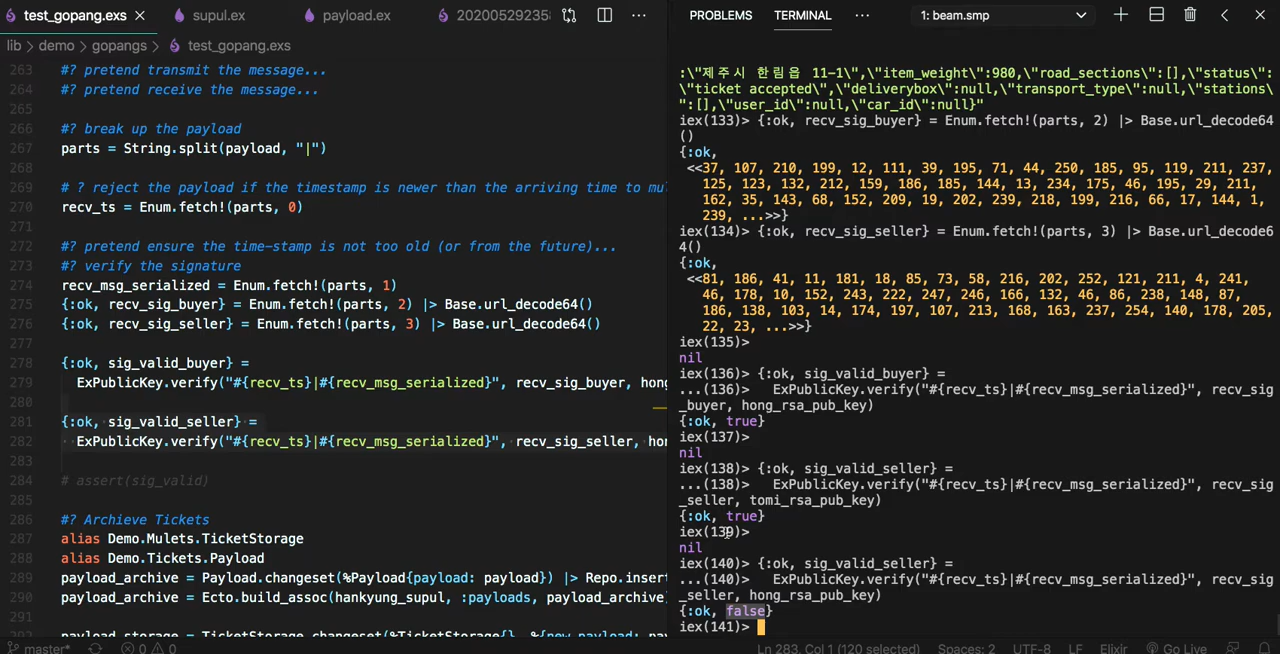 test_gopang.exs
supul.ex
payload.ex
2020052923
PROBLEMS
TERMINAL
1: beam.smp
lib > demo > gopangs > test_gopang.exs
263 #? pretend transmit the message...
264 #? pretend receive the message...
265
266 #? break up the payload
267 parts = String.split(payload, "|")
268
269 # ? reject the payload if the timestamp is newer than the arriving time to mul
270 recv_ts = Enum.fetch!(parts, 0)
271
272 #? pretend ensure the time-stamp is not too old (or from the future)...
273 #? verify the signature
274 recv_msg_serialized = Enum.fetch!(parts, 1)
275 {:ok, recv_sig_buyer} = Enum.fetch!(parts, 2) |> Base.url_decode64()
276 {:ok, recv_sig_seller} = Enum.fetch!(parts, 3) |> Base.url_decode64()
277
278 {:ok, sig_valid_buyer} =
279 ExPublicKey.verify("#{recv_ts}|#{recv_msg_serialized}", recv_sig_buyer, hong
280
281 {:ok, sig_valid_seller} =
282 ExPublicKey.verify("#{recv_ts}|#{recv_msg_serialized}", recv_sig_seller, hon
283
284 # assert(sig_valid)
285
286 #? Archieve Tickets
287 alias Demo.Mulets.TicketStorage
288 alias Demo.Tickets.Payload
289 payload_archive = Payload.changeset(%Payload{payload: payload}) |> Repo.insert
290 payload_archive = Ecto.build_assoc(hankyung_supul, :payloads, payload_archive
291
292 payload_storage = TicketStorage.changeset(%TicketStorage{}, %{new_payload: pa
:\"제주시 한림읍 11-1\",\"item_weight\":980,\"road_sections\":[],\"status\":
\"ticket accepted\",\"deliverybox\":null,\"transport_type\":null,\"stations\
":[],\"user_id\":null,\"car_id\":null}"
iex(133)> {:ok, recv_sig_buyer} = Enum.fetch!(parts, 2) |> Base.url_decode64
()
{:ok,
<<37, 107, 210, 199, 12, 111, 39, 195, 71, 44, 250, 185, 95, 119, 211, 237,
125, 123, 132, 212, 159, 186, 185, 144, 13, 234, 175, 46, 195, 29, 211,
162, 35, 143, 68, 152, 209, 19, 202, 239, 218, 199, 216, 66, 17, 144, 1,
239, ...>>}
iex(134)> {:ok, recv_sig_seller} = Enum.fetch!(parts, 3) |> Base.url_decode6
4()
{:ok,
<<81, 186, 41, 11, 181, 18, 85, 73, 58, 216, 202, 252, 121, 211, 4, 241,
46, 178, 10, 152, 243, 222, 247, 246, 166, 132, 46, 86, 238, 148, 87,
186, 138, 103, 14, 174, 197, 107, 213, 168, 163, 237, 254, 140, 178, 205,
22, 23, ...>>}
iex(135)>
nil
iex(136)> {:ok, sig_valid_buyer} =
...(136)> ExPublicKey.verify("#{recv_ts}|#{recv_msg_serialized}", recv_sig
_buyer, hong_rsa_pub_key)
{:ok, true}
iex(137)>
nil
iex(138)> {:ok, sig_valid_seller} =
...(138)> ExPublicKey.verify("#{recv_ts}|#{recv_msg_serialized}", recv_sig
_seller, tomi_rsa_pub_key)
{:ok, true}
iex(139)>
nil
iex(140)> {:ok, sig_valid_seller} =
...(140)> ExPublicKey.verify("#{recv_ts}|#{recv_msg_serialized}", recv_sig
_seller, hong_rsa_pub_key)
{:ok, false}
iex(141)>
master* 0 0 Ln 283, Col 1 (120 selected) Spaces: 2 UTF-8 LF Elixir Go Live